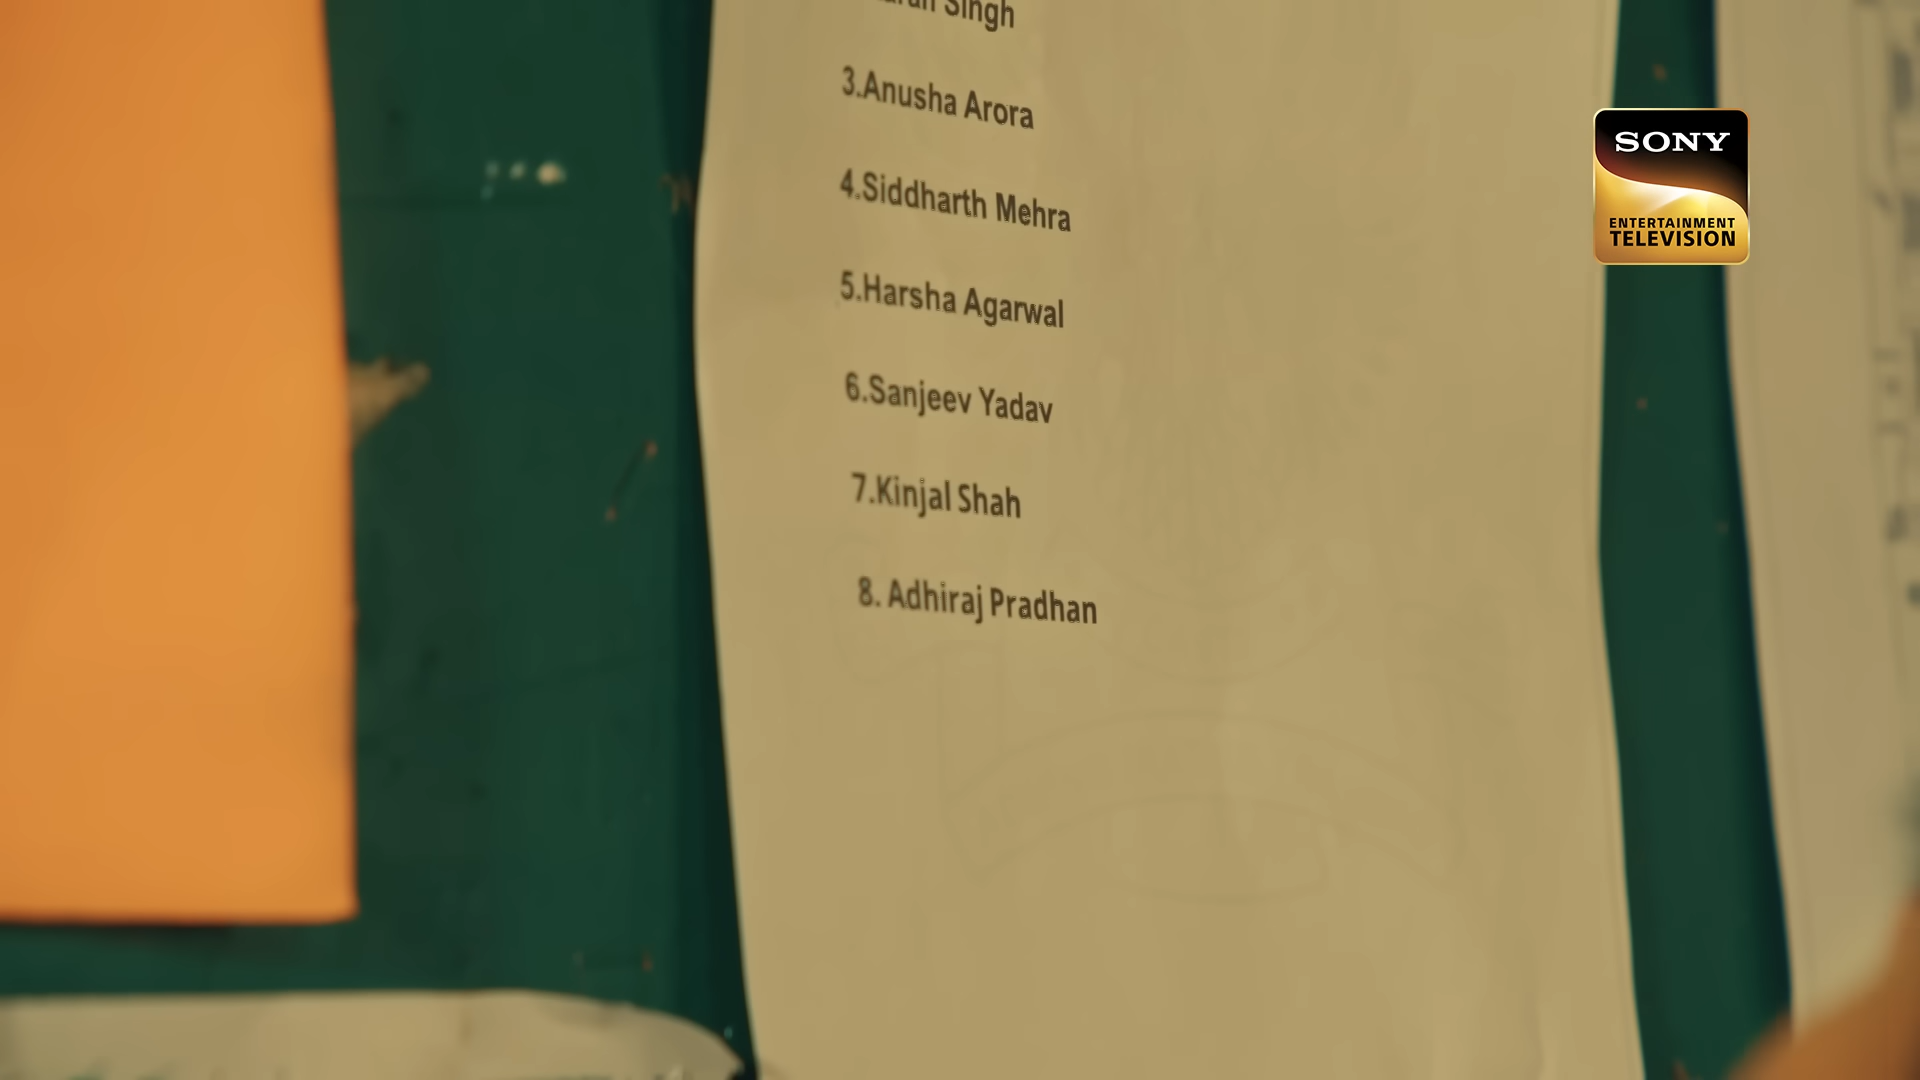 Singh
3.Anusha Arora
4.Siddharth Mehra
5.Harsha Agarwal
6.Sanjeev Yadav
7.Kinjal Shah
8. Adhiraj Pradhan
SONY
ENTERTAINMENT
TELEVISION